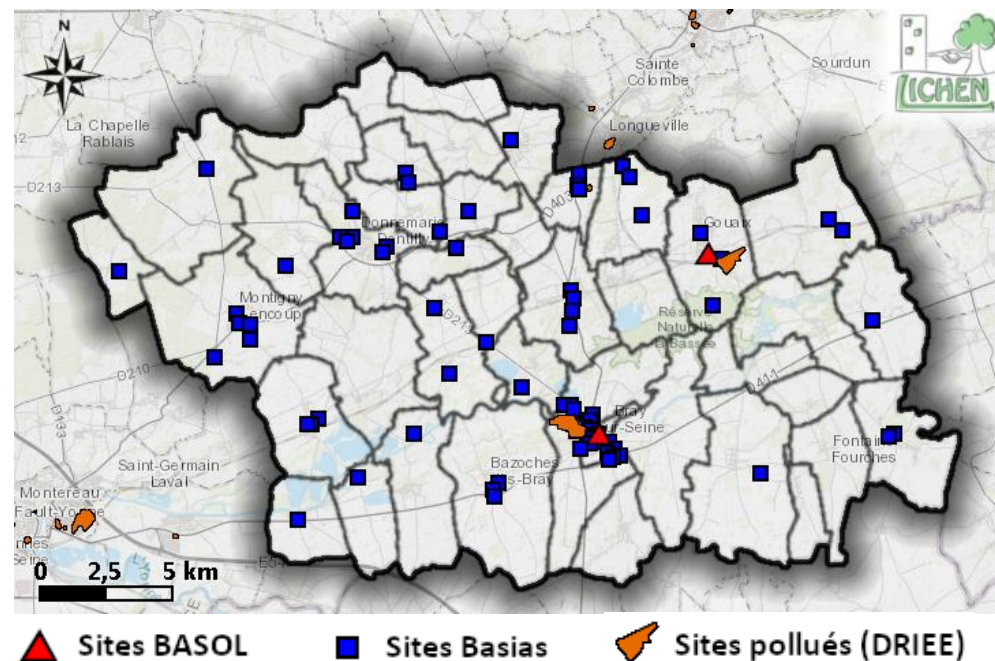 N
LICHEN
Sainte
Colombe
Sourdun
La Chapelle
Rablais
Longueville
D213
D403
Gouaix
Donnemarie
Dontilly
Montigny
Lencoup
D213
Réserve
Naturelle
la Bassée
D210
D411
D133
Bray
sur-Seine
Saint-Germain
Laval
Bazoches
lès-Bray
Fontaine
Fourches
Montereau
Fault-Yonne
Seine
0 2,5 5 km
Sites BASOL
Sites Basias
Sites pollués (DRIEE)